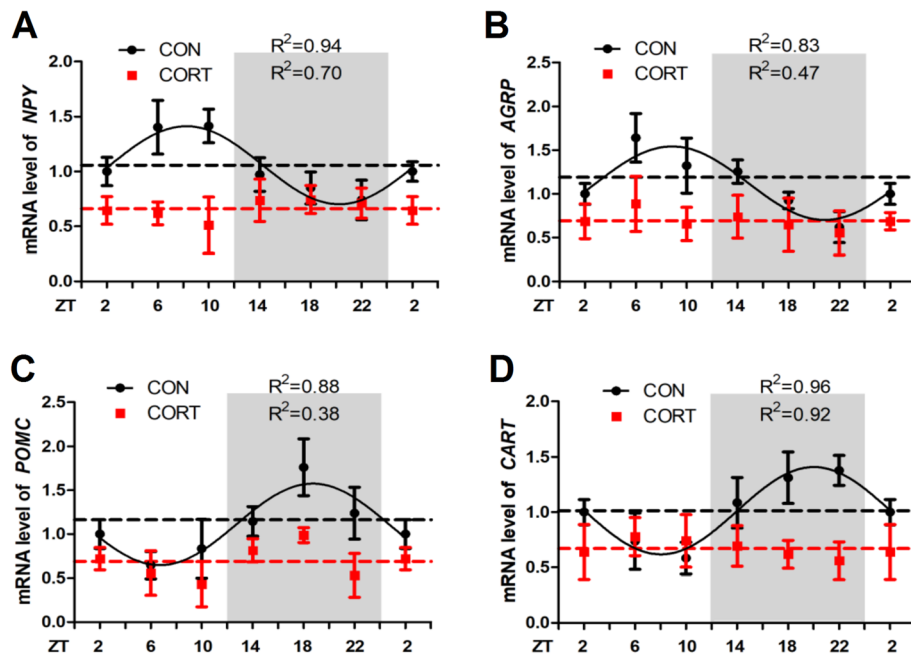 A
CON
CORT
R²=0.94
R²=0.70
mRNA level of NPY
2.0
1.5
1.0
0.5
0.0
ZT 2 6 10 14 18 22 2
B
CON
CORT
R²=0.83
R²=0.47
mRNA level of AGRP
2.5
2.0
1.5
1.0
0.5
0.0
ZT 2 6 10 14 18 22 2
C
CON
CORT
R²=0.88
R²=0.38
mRNA level of POMC
2.5
2.0
1.5
1.0
0.5
0.0
ZT 2 6 10 14 18 22 2
D
CON
CORT
R²=0.96
R²=0.92
mRNA level of CART
2.0
1.5
1.0
0.5
0.0
ZT 2 6 10 14 18 22 2